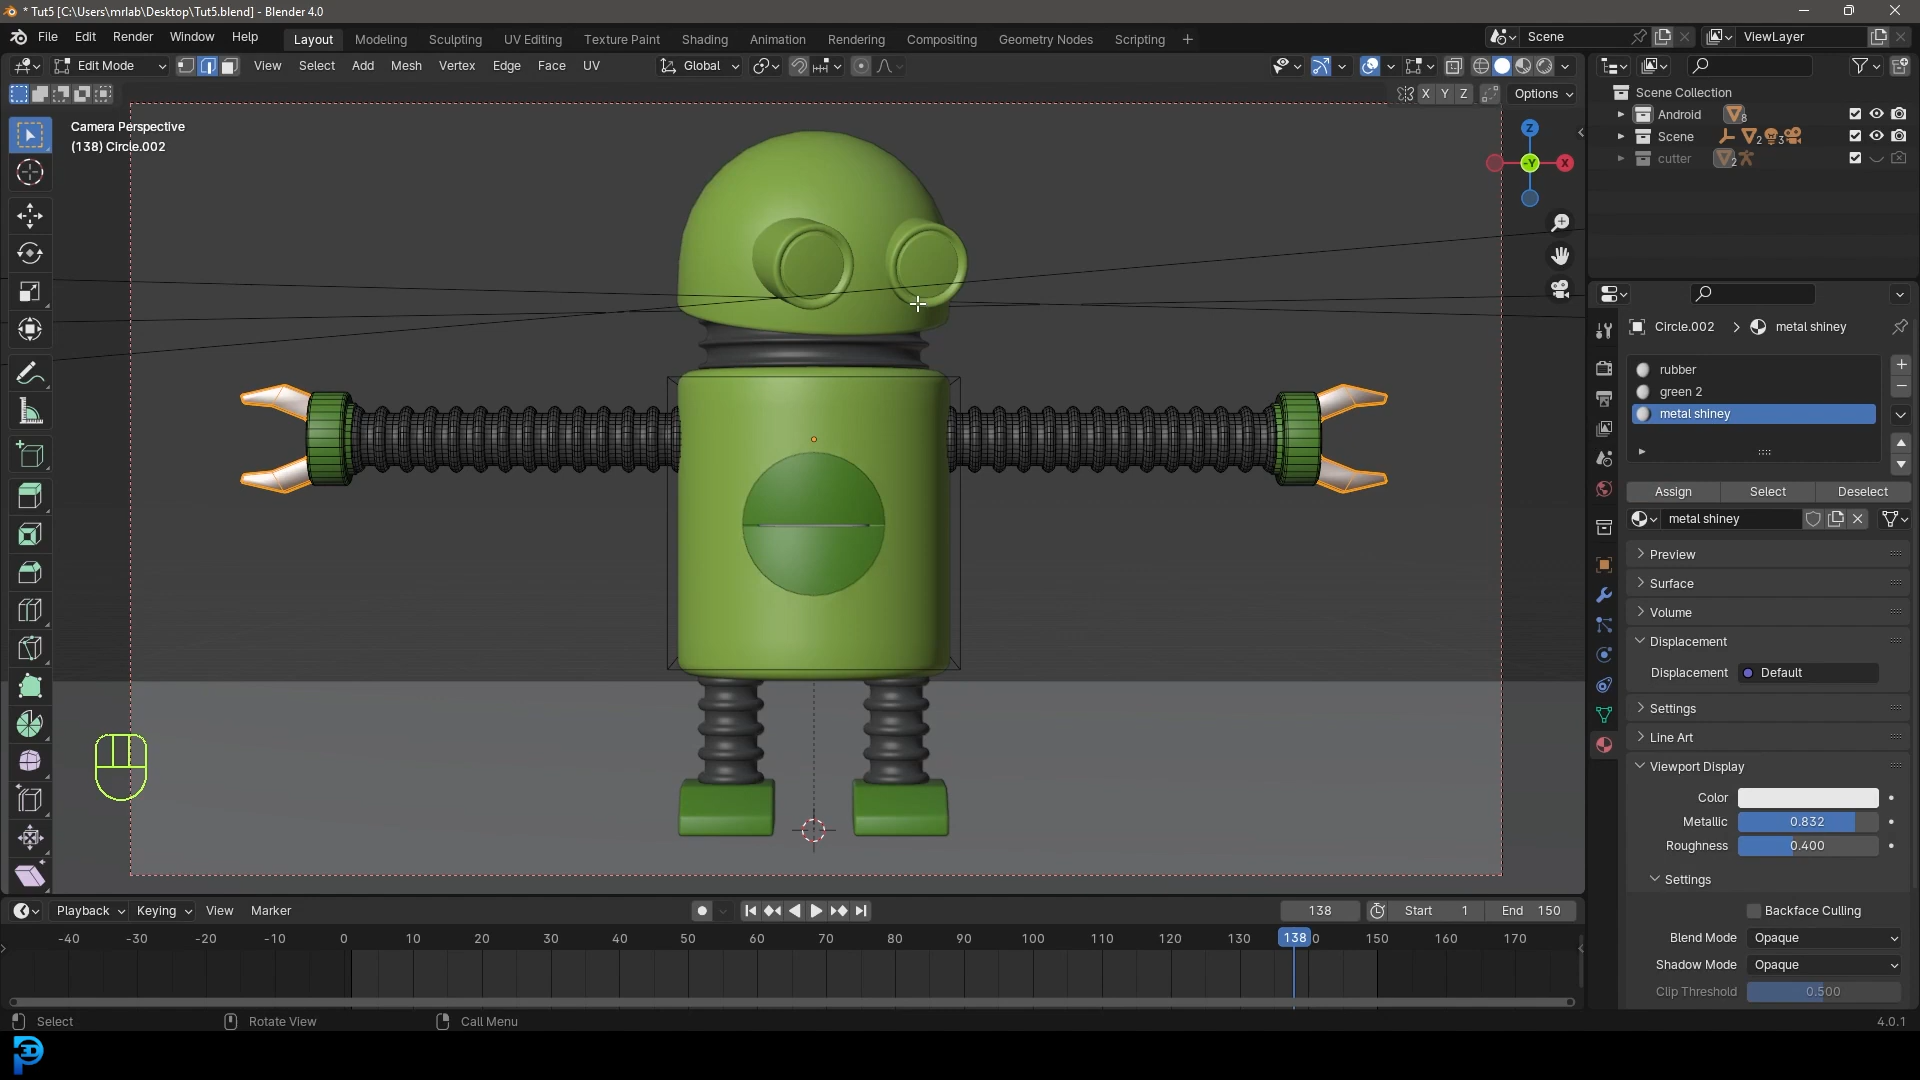 * Tut5 [C:\Users\mrlab\Desktop\Tut5.blend] - Blender 4.0
File Edit Render Window Help
Layout Modeling Sculpting UV Editing Texture Paint Shading Animation Rendering Compositing Geometry Nodes Scripting +
Scene
ViewLayer
Edit Mode View Select Add Mesh Vertex Edge Face UV
Global
X Y Z Options
Camera Perspective
(138) Circle.002
Z
-Y
X
Scene Collection
Android 8
Scene 2 3
cutter 2
Circle.002 metal shiney
rubber
green 2
metal shiney
Assign Select Deselect
metal shiney
Preview
Surface
Volume
Displacement
Displacement Default
Settings
Line Art
Viewport Display
Color
Metallic 0.832
Roughness 0.400
Settings
Backface Culling
Blend Mode Opaque
Shadow Mode Opaque
Clip Threshold 0.500
Playback Keying View Marker
138 Start 1 End 150
-40 -30 -20 -10 0 10 20 30 40 50 60 70 80 90 100 110 120 130 138 0 150 160 170
Select Rotate View Call Menu
4.0.1